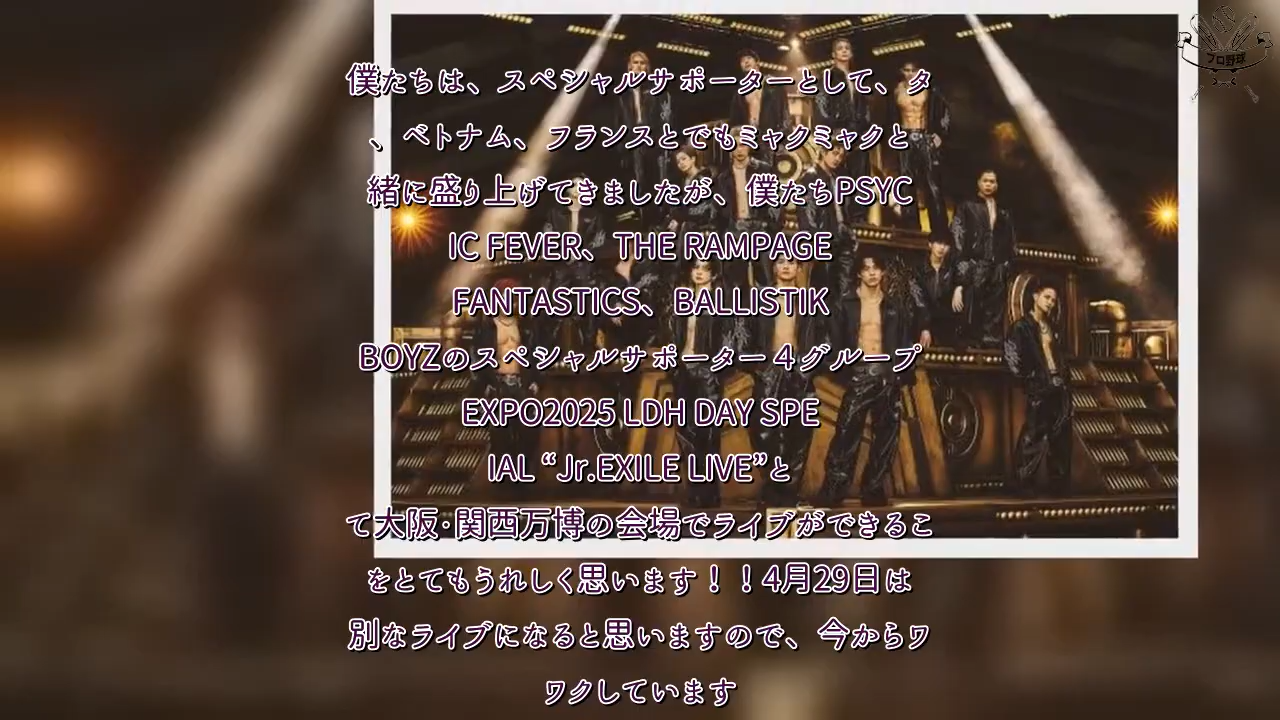 僕たちは、スペシャルサポーターとして、タ
、ベトナム、フランスとでもミャクミャクと
緒に盛り上げてきましたが、僕たちPSYC
IC FEVER、THE RAMPAGE
FANTASTICS、BALLISTIK
BOYZのスペシャルサポーター４グループ
EXPO2025 LDH DAY SPE
IAL “Jr.EXILE LIVE”と
て大阪・関西万博の会場でライブができるこ
をとてもうれしく思います！！4月29日は
別なライブになると思いますので、今からワ
ワクしています
プロ野球